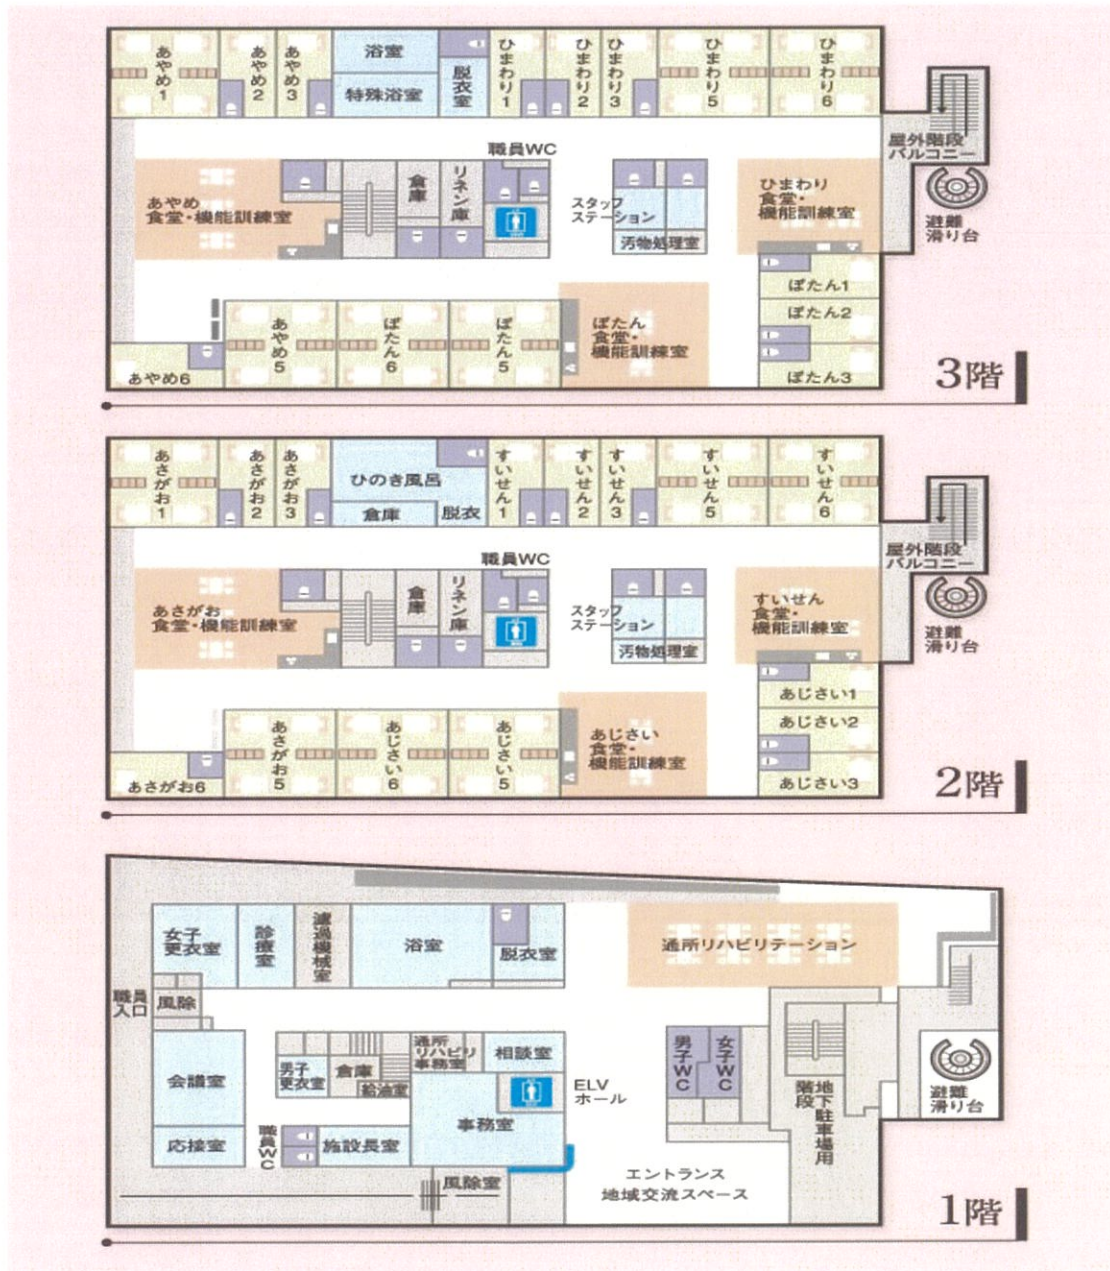 あやめ1
あやめ2
あやめ3
浴室
特殊浴室
脱衣室
ひまわり1
ひまわり2
ひまわり3
ひまわり5
ひまわり6
屋外階段
バルコニー
避難
滑り台
職員WC
あやめ
食堂・機能訓練室
倉庫
リネン庫
スタッフ
ステーション
汚物処理室
ひまわり
食堂・
機能訓練室
ぼたん1
ぼたん2
ぼたん3
あやめ5
ぼたん6
ぼたん5
ぼたん
食堂・
機能訓練室
あやめ6
3階
あさがお1
あさがお2
あさがお3
ひのき風呂
倉庫
脱衣
すいせん1
すいせん2
すいせん3
すいせん5
すいせん6
屋外階段
バルコニー
避難
滑り台
職員WC
あさがお
食堂・機能訓練室
倉庫
リネン庫
スタッフ
ステーション
汚物処理室
すいせん
食堂・
機能訓練室
あじさい1
あじさい2
あじさい3
あさがお5
あじさい6
あじさい5
あじさい
食堂・
機能訓練室
あさがお6
2階
女子
更衣室
診療室
濾過機械室
浴室
脱衣室
通所リハビリテーション
職員
入口
風除
会議室
応接室
男子
更衣室
倉庫
給油室
通所
リハビリ
事務室
相談室
事務室
ELV
ホール
職員WC
施設長室
風除室
男子WC
女子WC
地下駐車場用
階段
避難
滑り台
エントランス
地域交流スペース
1階